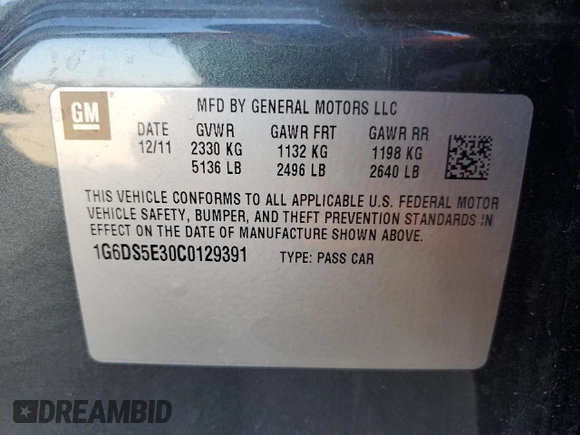 GM
MFD BY GENERAL MOTORS LLC
DATE GVWR GAWR FRT GAWR RR
12/11 2330 KG 1132 KG 1198 KG
5136 LB 2496 LB 2640 LB
THIS VEHICLE CONFORMS TO ALL APPLICABLE U.S. FEDERAL MOTOR
VEHICLE SAFETY, BUMPER, AND THEFT PREVENTION STANDARDS IN
EFFECT ON THE DATE OF MANUFACTURE SHOWN ABOVE.
1G6DS5E30C0129391 TYPE: PASS CAR
DREAMBID